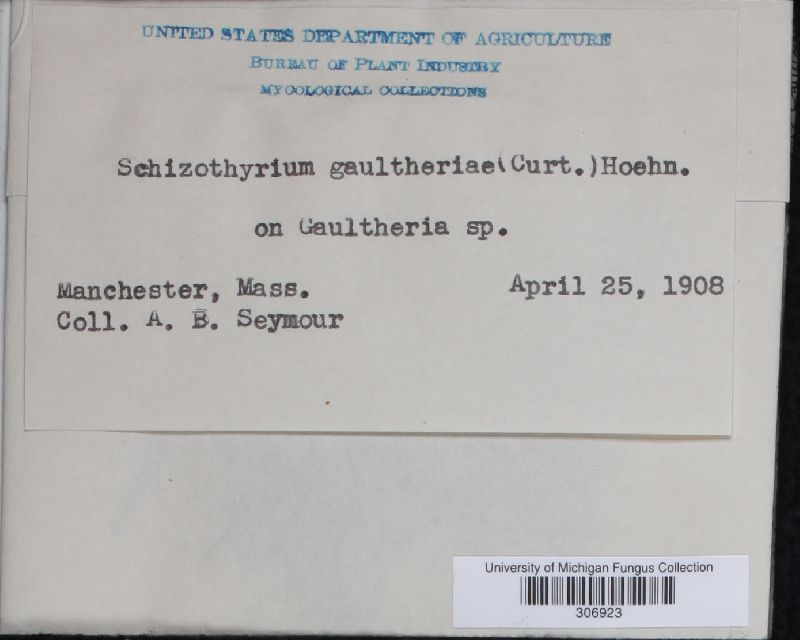 UNITED STATES DEPARTMENT OF AGRICULTURE
BUREAU OF PLANT INDUSTRY
MYCOLOGICAL COLLECTIONS
Schizothyrium gaultheriae(Curt.)Hoehn.
on Gaultheria sp.
Manchester, Mass. April 25, 1908
Coll. A. B. Seymour
University of Michigan Fungus Collection
306923